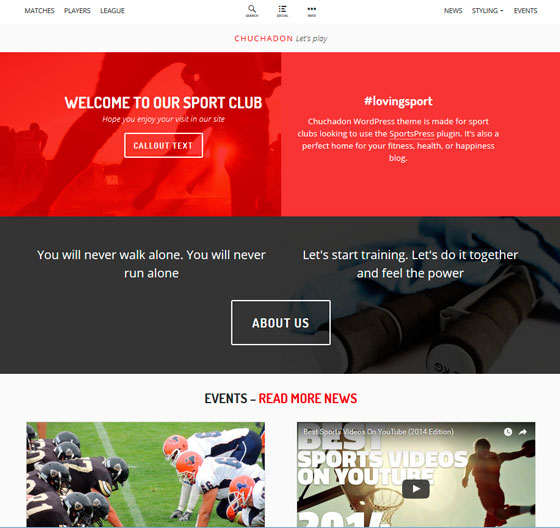 MATCHES PLAYERS LEAGUE
SEARCH SOCIAL INFO
NEWS STYLING EVENTS
CHUCHADON Let's play
WELCOME TO OUR SPORT CLUB
Hope you enjoy your visit in our site
CALLOUT TEXT
#lovingsport
Chuchadon WordPress theme is made for sport
clubs looking to use the SportsPress plugin. It's also a
perfect home for your fitness, health, or happiness
blog.
You will never walk alone. You will never
run alone
Let's start training. Let's do it together
and feel the power
ABOUT US
EVENTS – READ MORE NEWS
Best Sports Videos On YouTube (2014 Edition)
BEST
SPORTS VIDEOS
ON YOUTUBE
2014